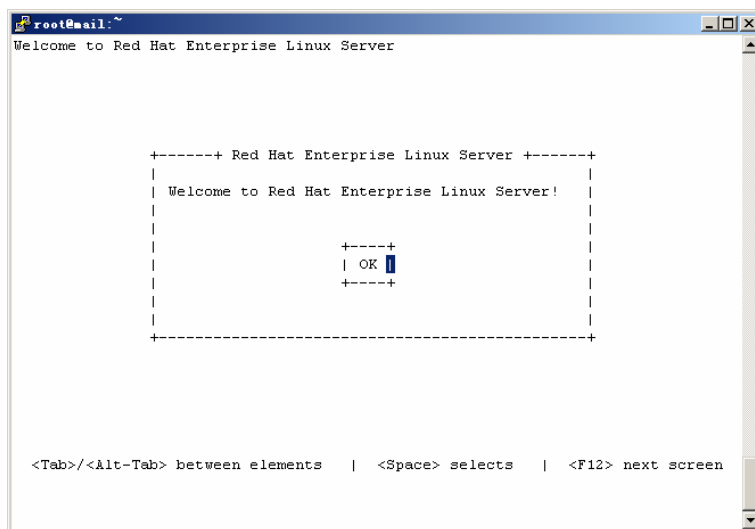 root@mail:~
Welcome to Red Hat Enterprise Linux Server
+------+ Red Hat Enterprise Linux Server +------+
Welcome to Red Hat Enterprise Linux Server!
OK
<Tab>/<Alt-Tab> between elements | <Space> selects | <F12> next screen